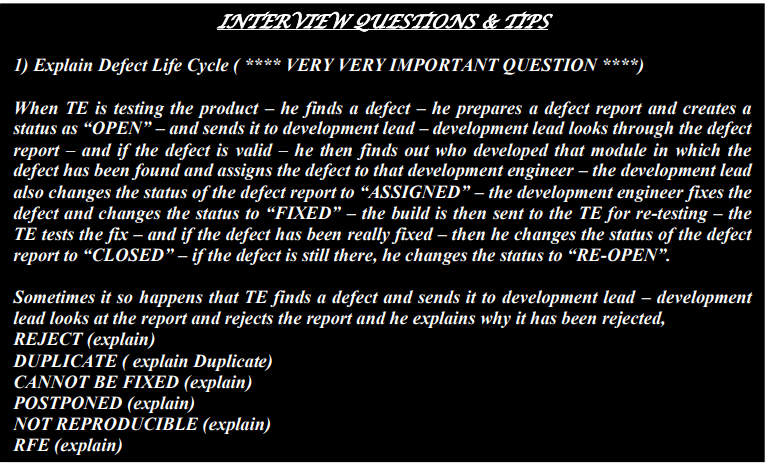 INTERVIEW QUESTIONS & TIPS
1) Explain Defect Life Cycle ( **** VERY VERY IMPORTANT QUESTION ****)
When TE is testing the product – he finds a defect – he prepares a defect report and creates a
status as “OPEN” – and sends it to development lead – development lead looks through the defect
report – and if the defect is valid – he then finds out who developed that module in which the
defect has been found and assigns the defect to that development engineer – the development lead
also changes the status of the defect report to “ASSIGNED” – the development engineer fixes the
defect and changes the status to “FIXED” – the build is then sent to the TE for re-testing – the
TE tests the fix – and if the defect has been really fixed – then he changes the status of the defect
report to “CLOSED” – if the defect is still there, he changes the status to “RE-OPEN”.
Sometimes it so happens that TE finds a defect and sends it to development lead – development
lead looks at the report and rejects the report and he explains why it has been rejected,
REJECT (explain)
DUPLICATE ( explain Duplicate)
CANNOT BE FIXED (explain)
POSTPONED (explain)
NOT REPRODUCIBLE (explain)
RFE (explain)